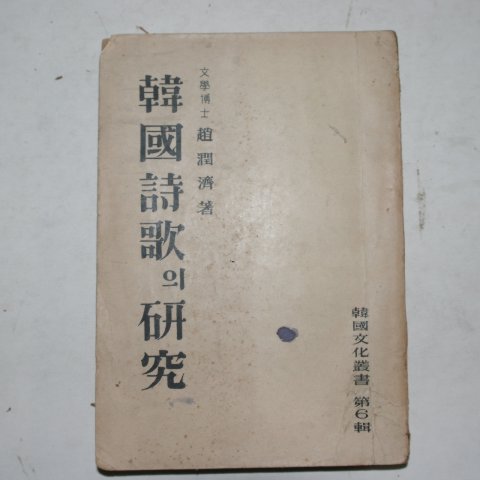 韓國文化叢書 第6輯
文學博士 趙潤濟 著
韓國詩歌의 硏究